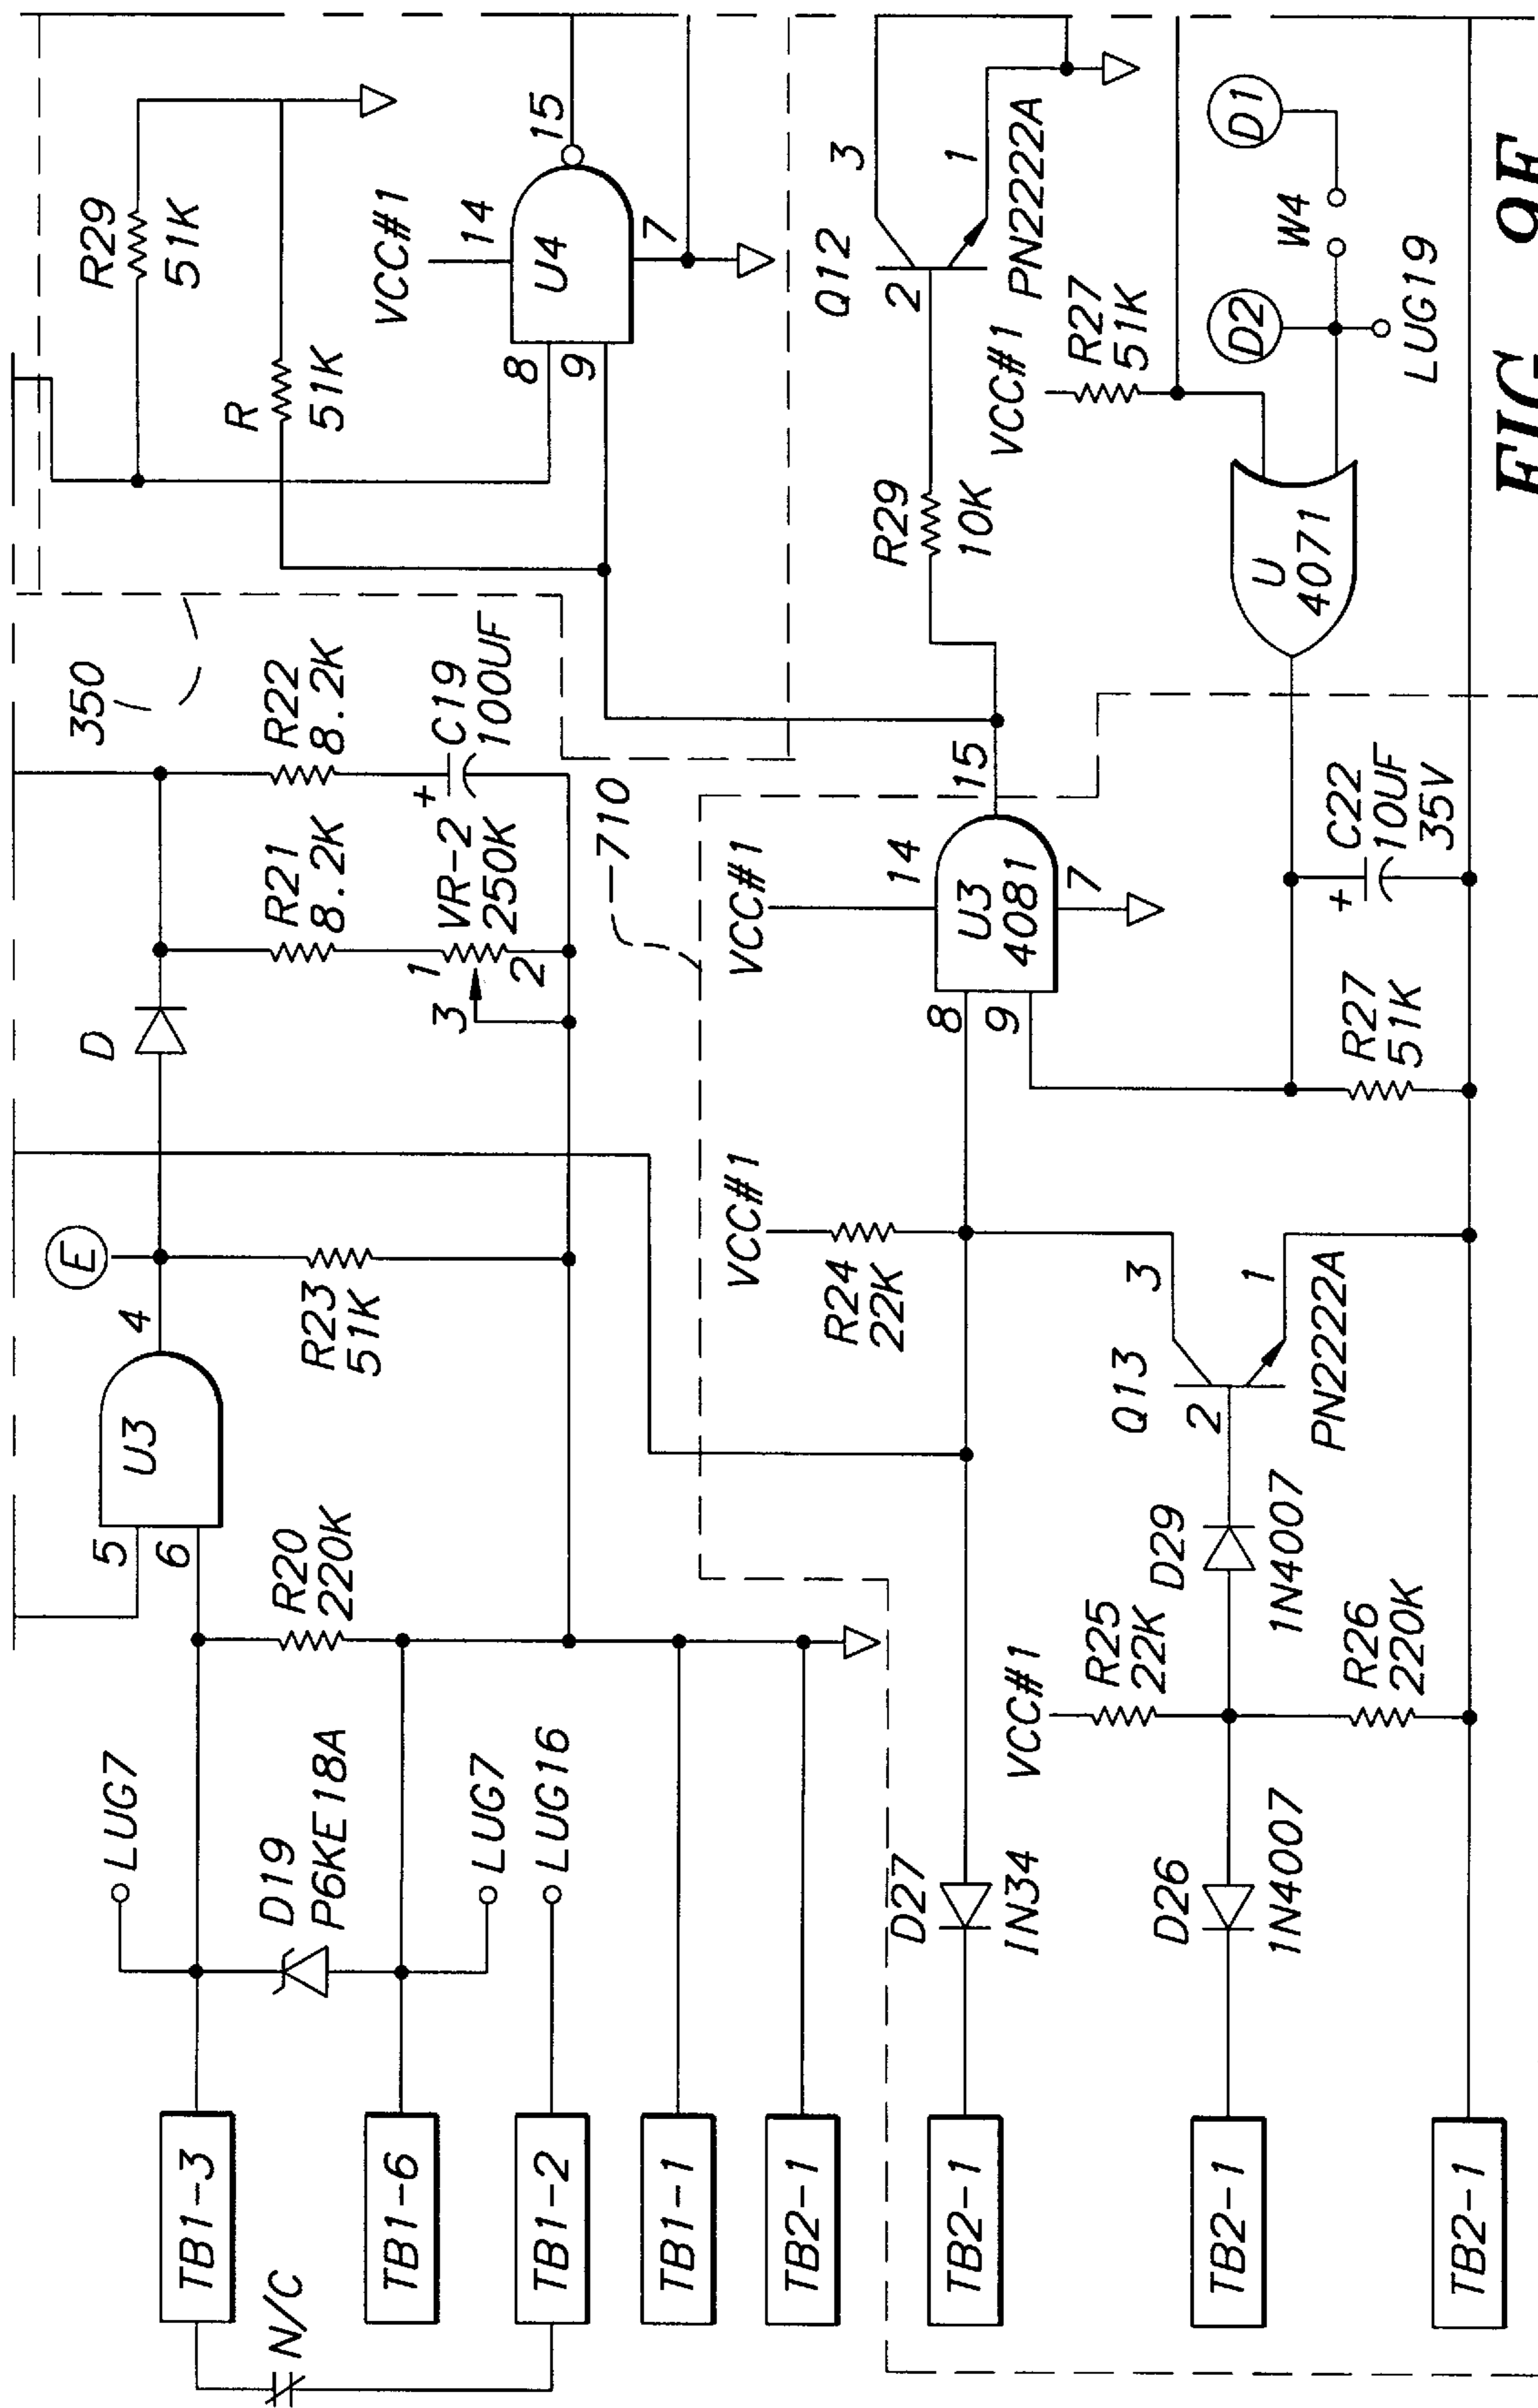 TB1-3
TB1-6
TB1-2
TB1-1
TB2-1
TB2-1
TB2-1
TB2-1
N/C
LUG7
D19
P6KE18A
LUG7
LUG16
R20
220K
5
6
U3
4
E
R23
51K
D
R21
8.2K
1
VR-2
3
250K
2
350
R22
8.2K
+
C19
100UF
R29
51K
R
51K
VCC#1
14
8
9
U4
15
7
710
D27
IN34
D26
1N4007
VCC#1
R25
22K
R26
220K
D29
1N4007
Q13
2
3
1
PN2222A
VCC#1
R24
22K
VCC#1
14
8
9
U3
4081
15
7
R27
51K
+
C22
10UF
35V
R29
10K
Q12
2
3
1
PN222A
VCC#1
R27
51K
U
4071
D2
W4
D1
LUG19
FIG. 9F